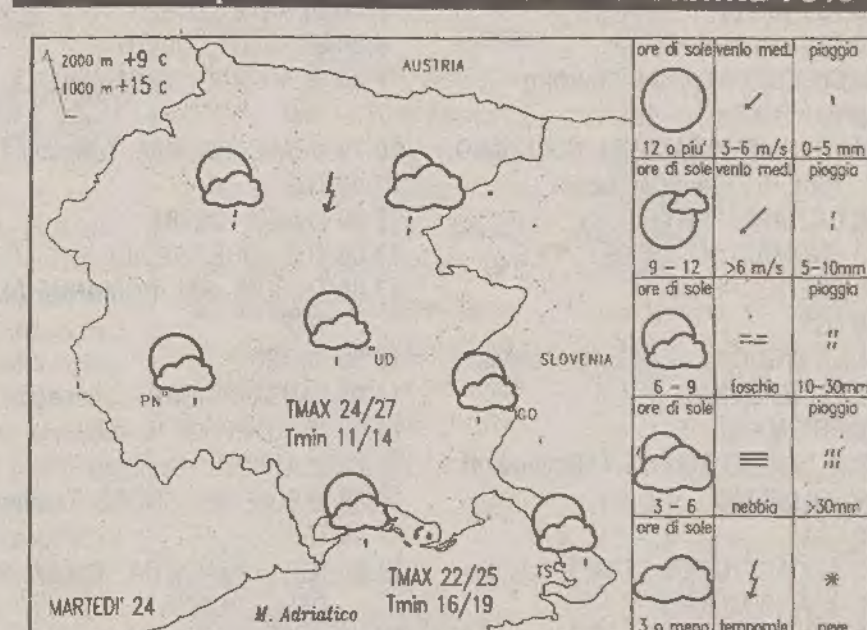 2000 m +9 C
1000 m +15 C
AUSTRIA
SLOVENIA
UD
PN
GO
TMAX 24/27
Tmin 11/14
TMAX 22/25
Tmin 16/19
TS
MARTEDI' 24
M. Adriatico
ore di sole vento med. pioggia
12 o piu' 3-6 m/s 0-5 mm
ore di sole vento med. pioggia
9 - 12 >6 m/s 5-10mm
ore di sole pioggia
6 - 9 foschia 10-30mm
ore di sole pioggia
3 - 6 nebbia >30mm
ore di sole
3 o meno temporale neve